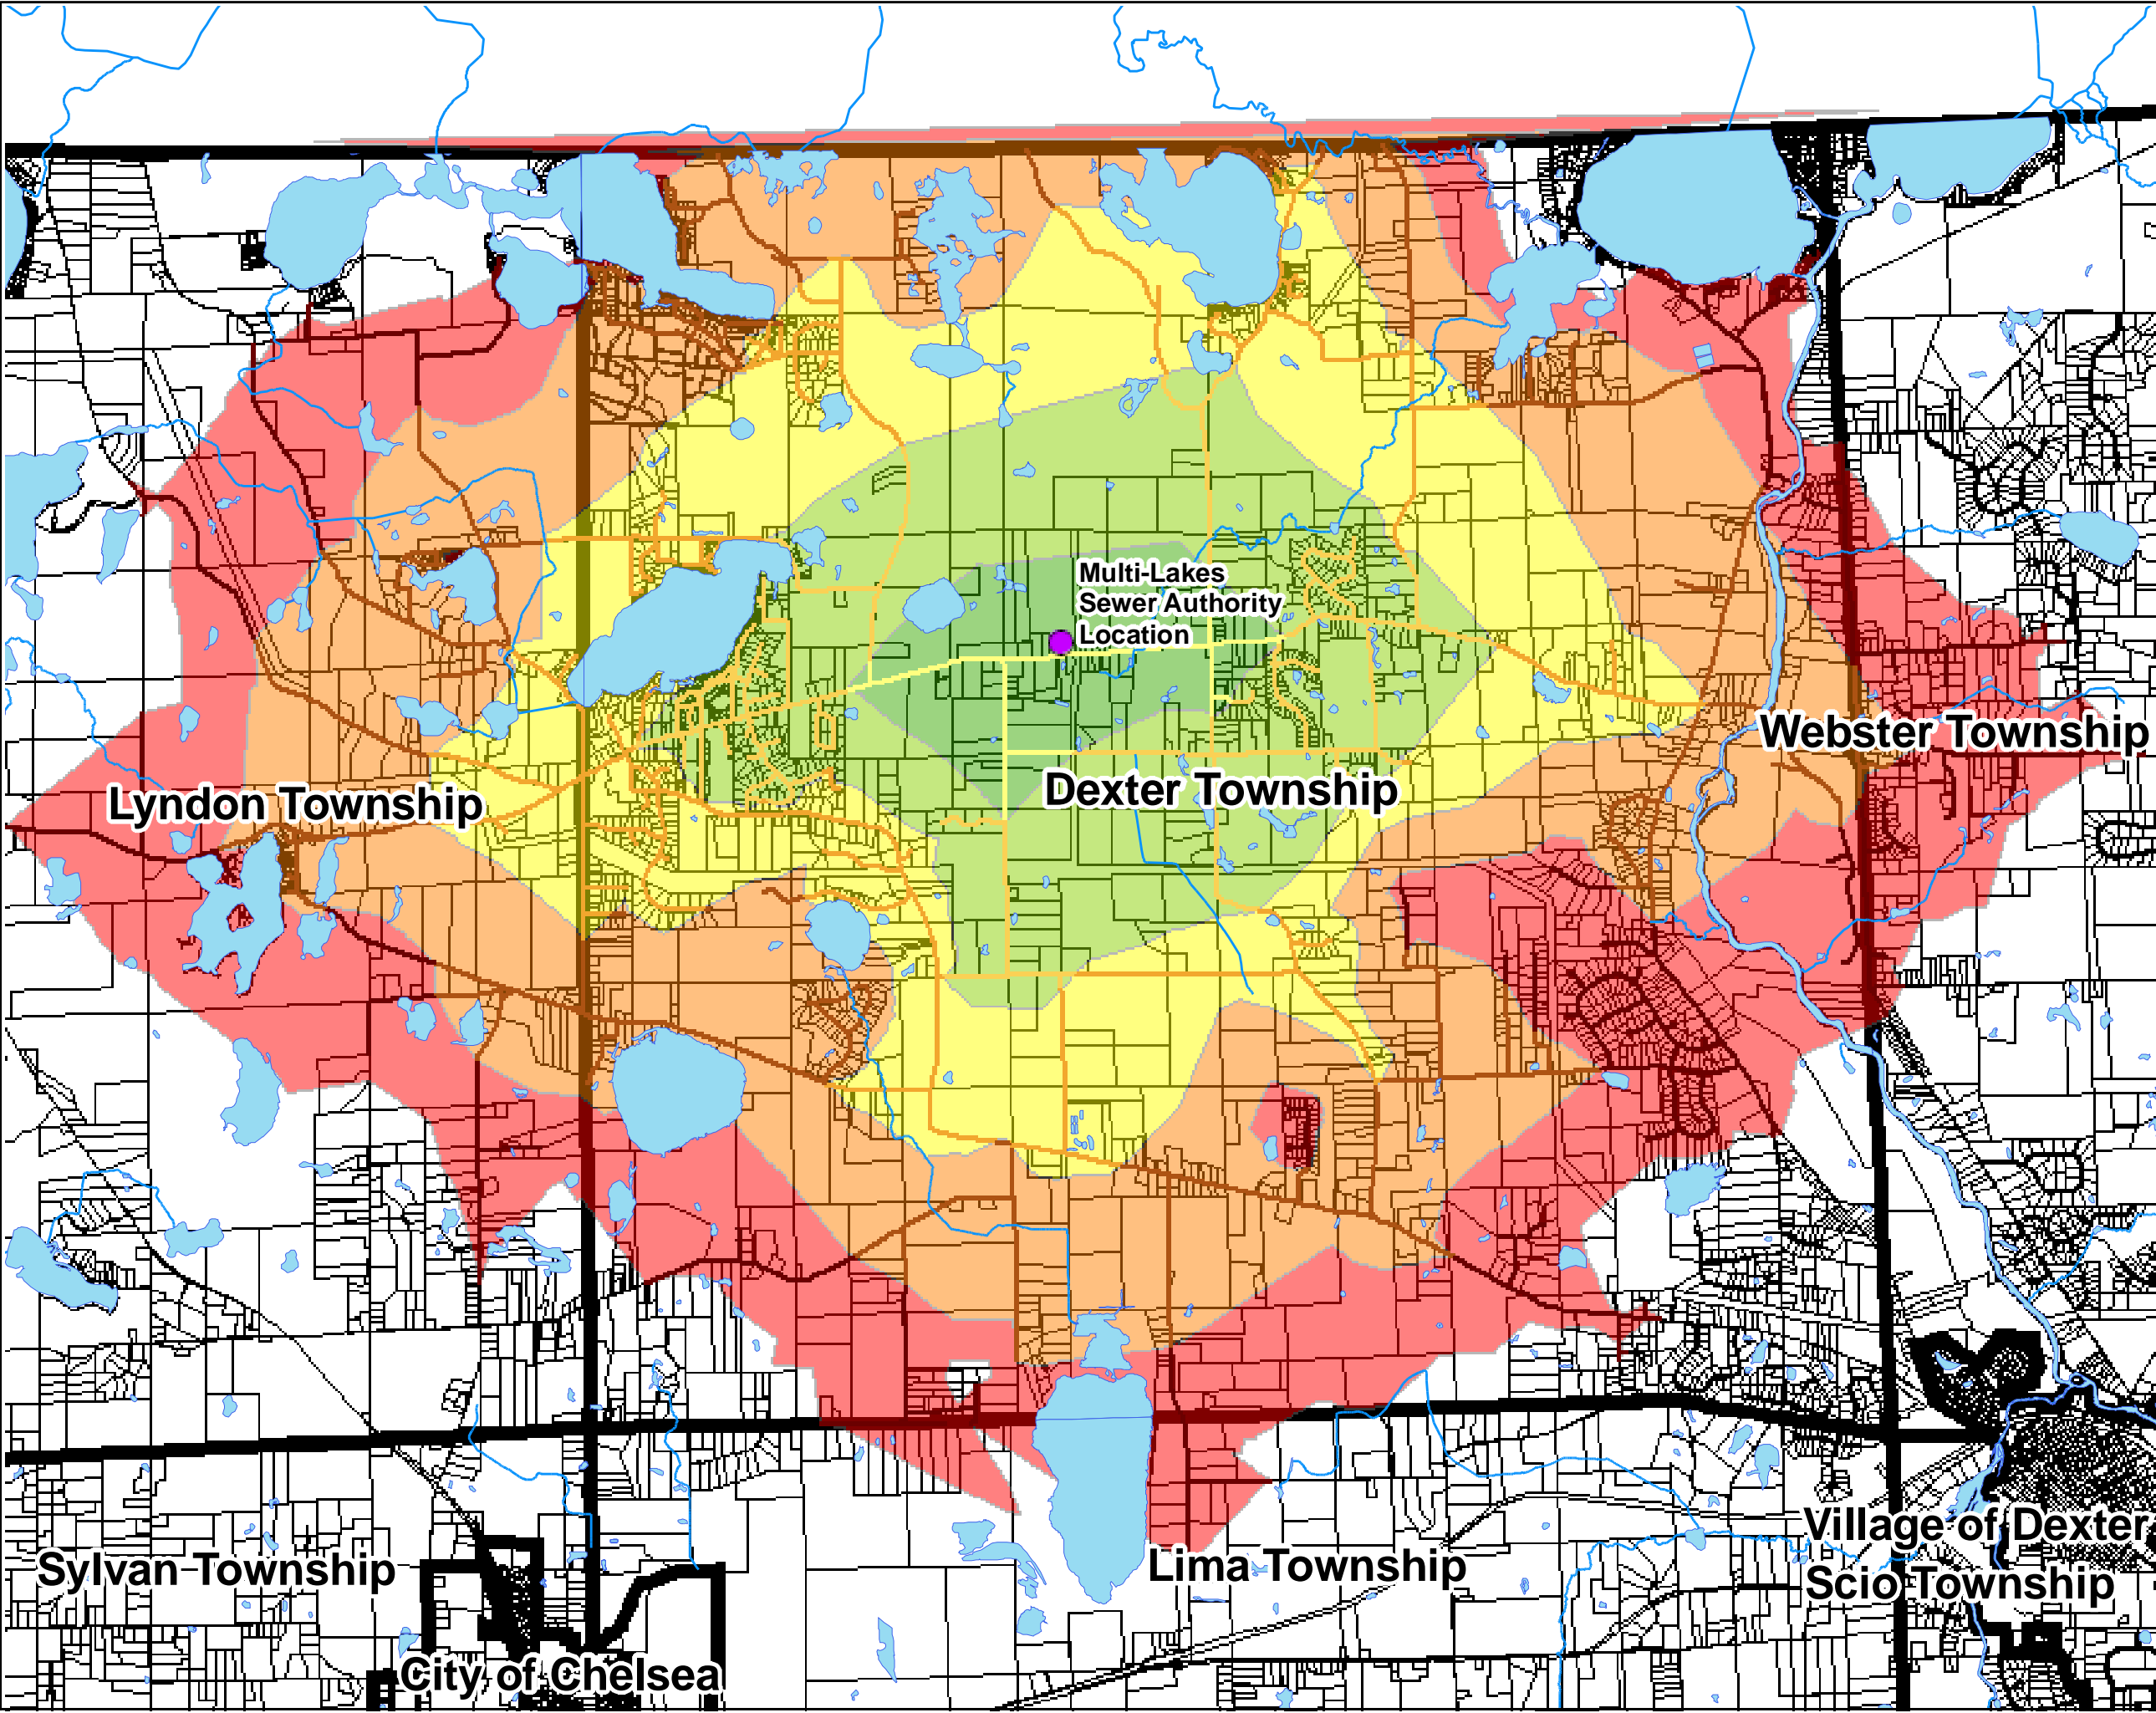 Multi-Lakes
Sewer Authority
Location
Webster Township
Dexter Township
Lyndon Township
Village of Dexter
Sylvan Township
Lima Township
Scio Township
City of Chelsea